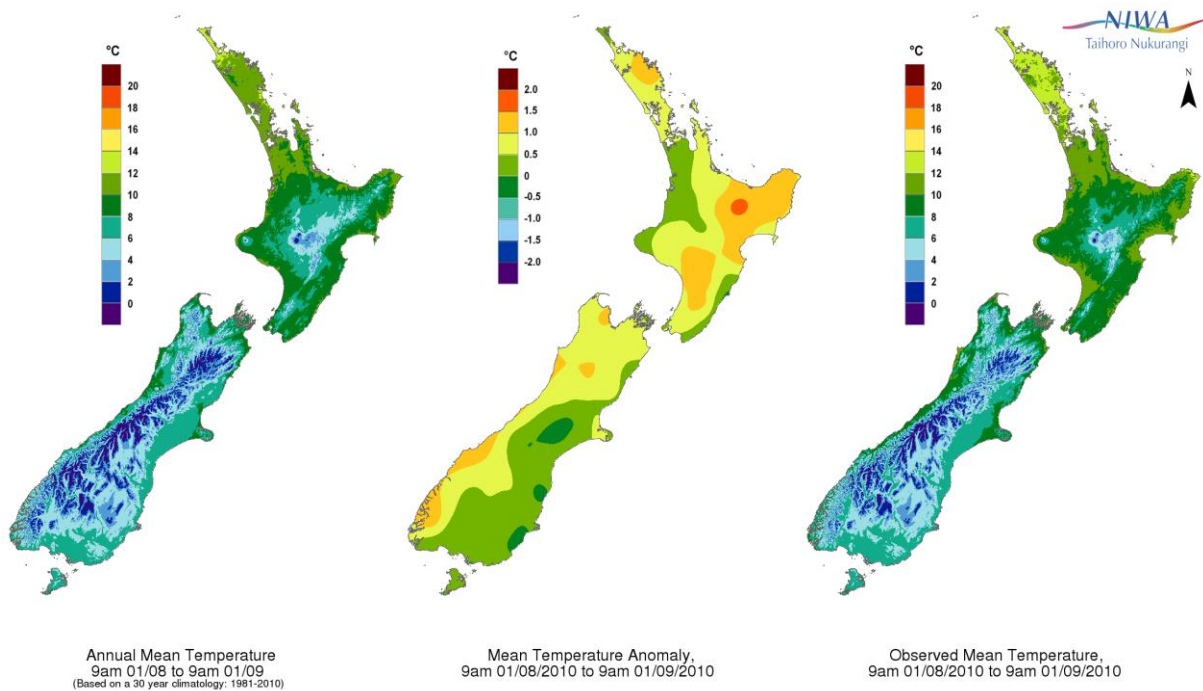 NIWA
Taihoro Nukurangi
N
°C
20
18
16
14
12
10
8
6
4
2
0
°C
2.0
1.0
0.5
0
-0.5
-1.0
-1.5
-2.0
°C
20
18
16
14
12
10
8
6
4
2
0
Annual Mean Temperature
9am 01/08 to 9am 01/09
(Based on a 30 year climatology: 1981-2010)
Mean Temperature Anomaly,
9am 01/08/2010 to 9am 01/09/2010
Observed Mean Temperature,
9am 01/08/2010 to 9am 01/09/2010